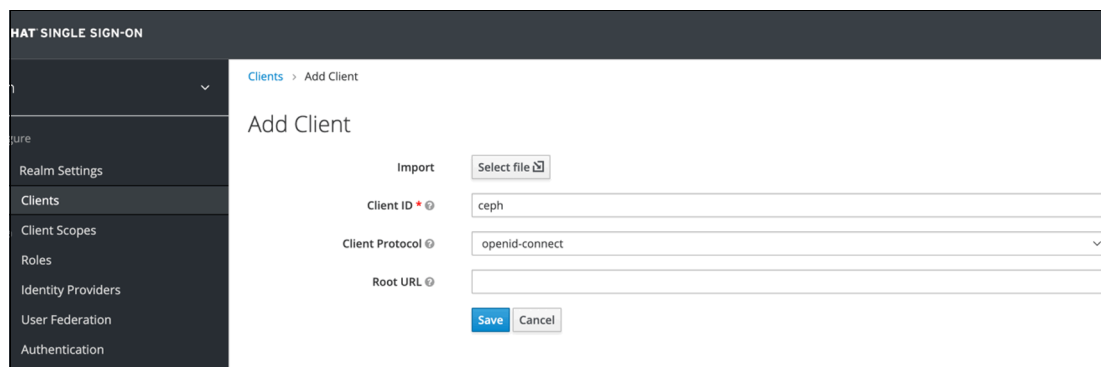 HAT SINGLE SIGN-ON
Clients > Add Client
Add Client
Realm Settings
Clients
Client Scopes
Roles
Identity Providers
User Federation
Authentication
Import Select file
Client ID * ceph
Client Protocol openid-connect
Root URL
Save Cancel